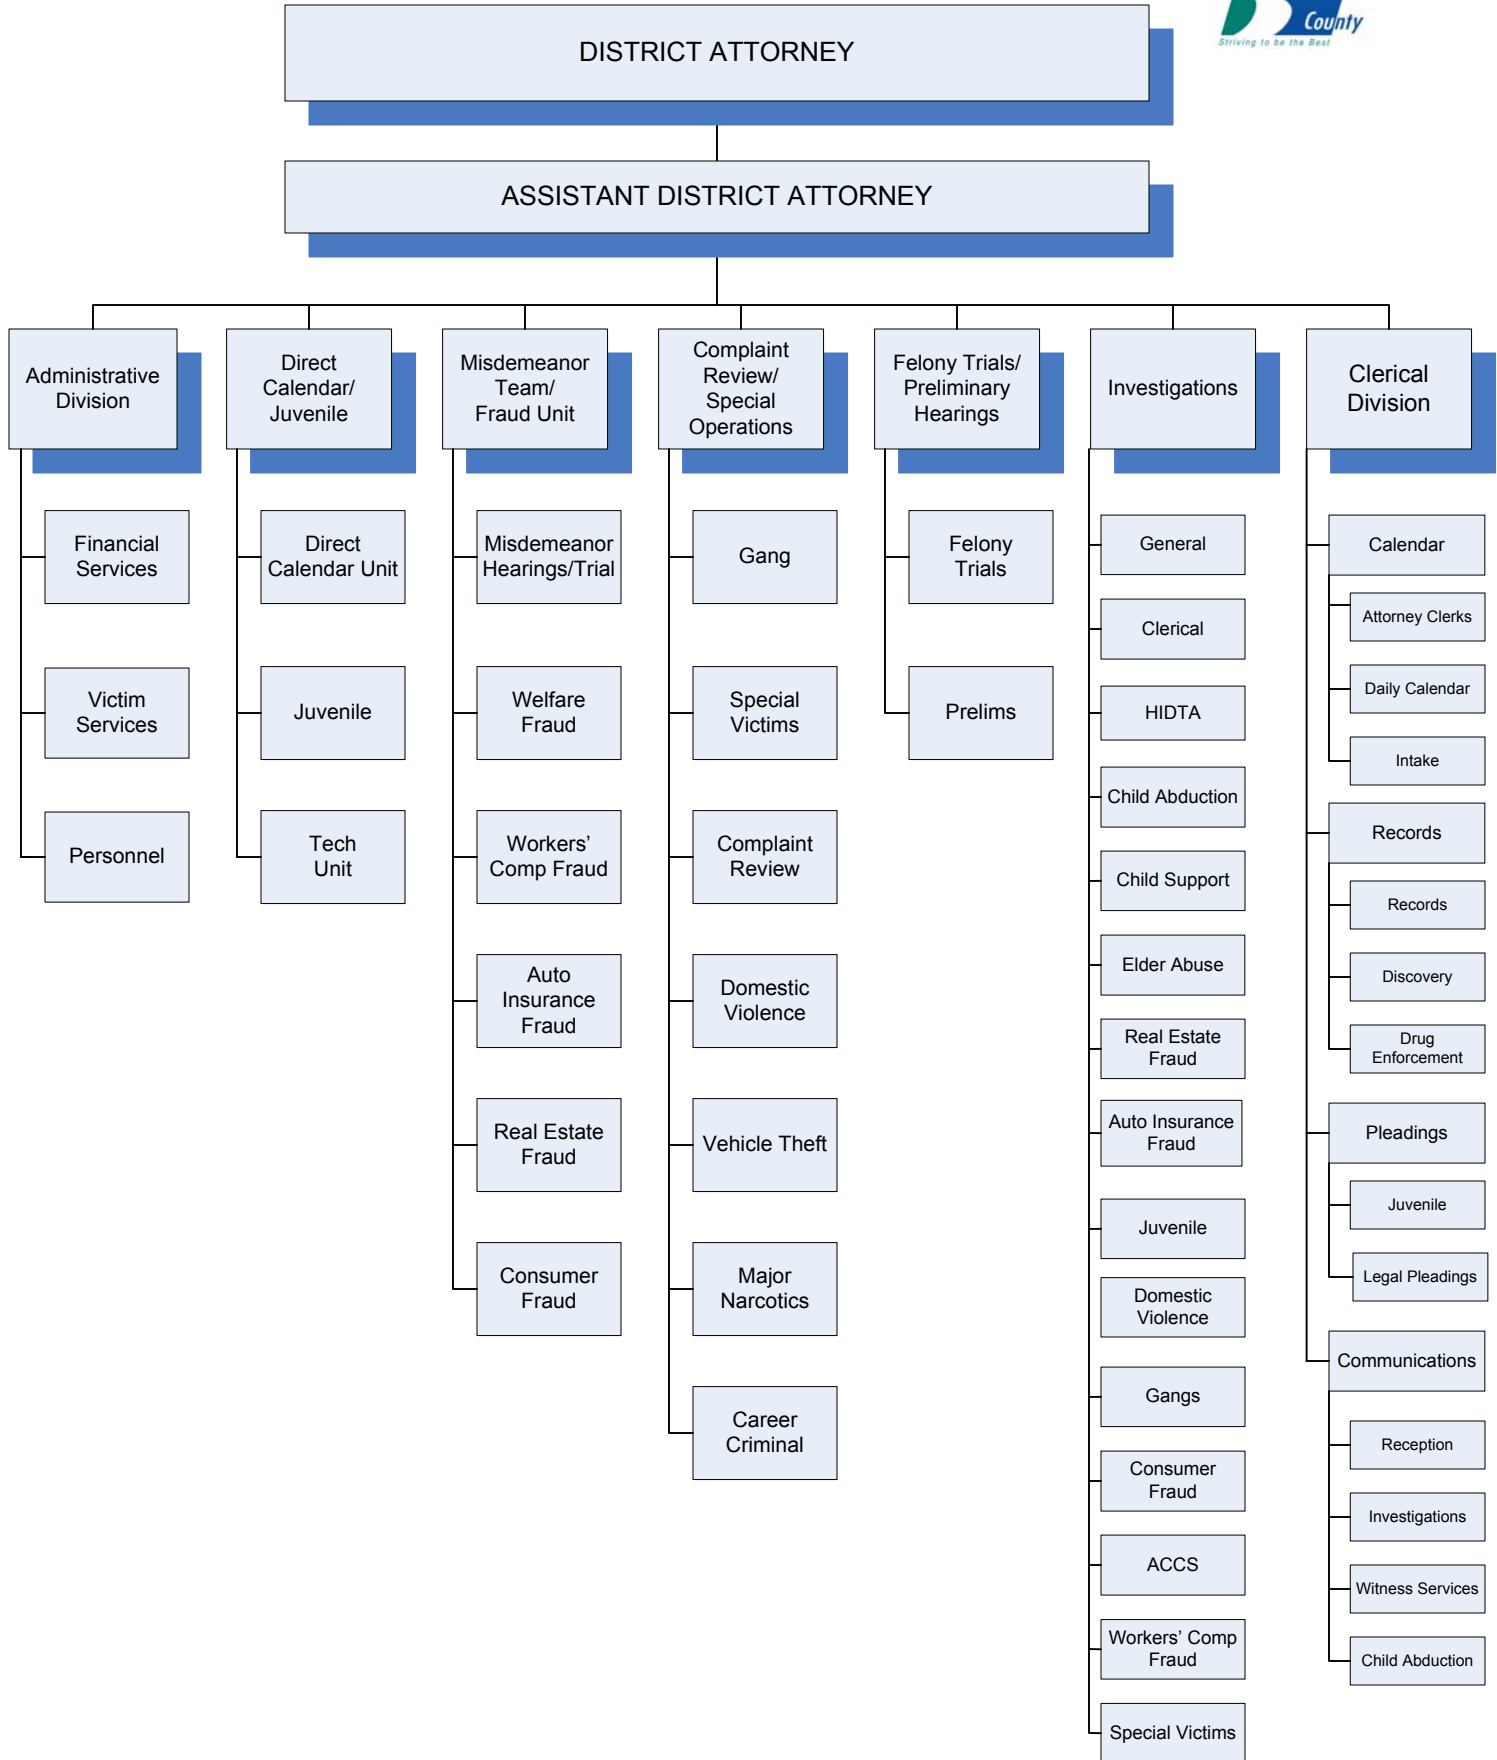 County
Striving to be the Best
DISTRICT ATTORNEY
ASSISTANT DISTRICT ATTORNEY
Administrative
Division
Financial
Services
Victim
Services
Personnel
Direct
Calendar/
Juvenile
Direct
Calendar Unit
Juvenile
Tech
Unit
Misdemeanor
Team/
Fraud Unit
Misdemeanor
Hearings/Trial
Welfare
Fraud
Workers’
Comp Fraud
Auto
Insurance
Fraud
Real Estate
Fraud
Consumer
Fraud
Complaint
Review/
Special
Operations
Gang
Special
Victims
Complaint
Review
Domestic
Violence
Vehicle Theft
Major
Narcotics
Career
Criminal
Felony Trials/
Preliminary
Hearings
Felony
Trials
Prelims
Investigations
General
Clerical
HIDTA
Child Abduction
Child Support
Elder Abuse
Real Estate
Fraud
Auto Insurance
Fraud
Juvenile
Domestic
Violence
Gangs
Consumer
Fraud
ACCS
Workers’ Comp
Fraud
Special Victims
Clerical
Division
Calendar
Attorney Clerks
Daily Calendar
Intake
Records
Records
Discovery
Drug
Enforcement
Pleadings
Juvenile
Legal Pleadings
Communications
Reception
Investigations
Witness Services
Child Abduction